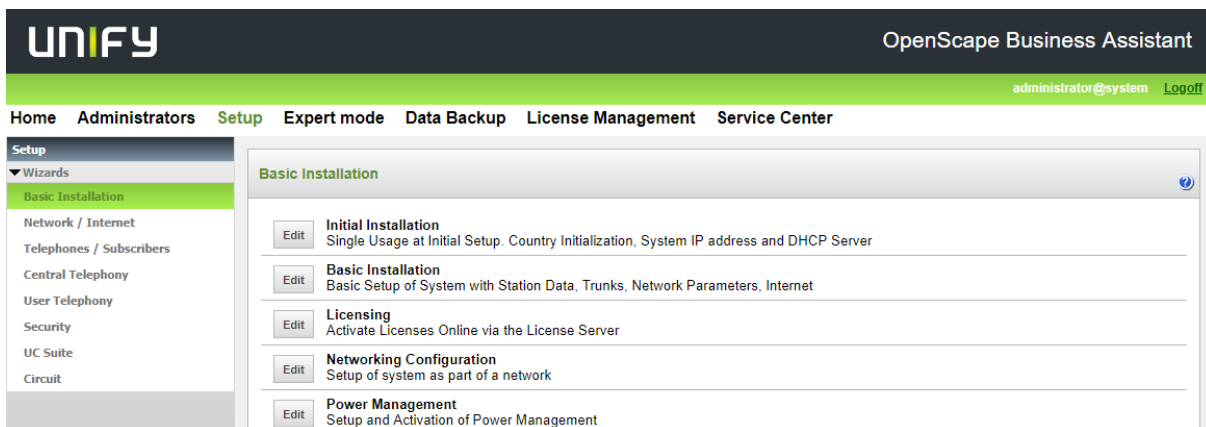 UNIFY
OpenScape Business Assistant
administrator@system Logoff
Home Administrators Setup Expert mode Data Backup License Management Service Center
Setup
Wizards
Basic Installation
Network / Internet
Telephones / Subscribers
Central Telephony
User Telephony
Security
UC Suite
Circuit
Basic Installation
?
Edit
Initial Installation
Single Usage at Initial Setup. Country Initialization, System IP address and DHCP Server
Edit
Basic Installation
Basic Setup of System with Station Data, Trunks, Network Parameters, Internet
Edit
Licensing
Activate Licenses Online via the License Server
Edit
Networking Configuration
Setup of system as part of a network
Edit
Power Management
Setup and Activation of Power Management